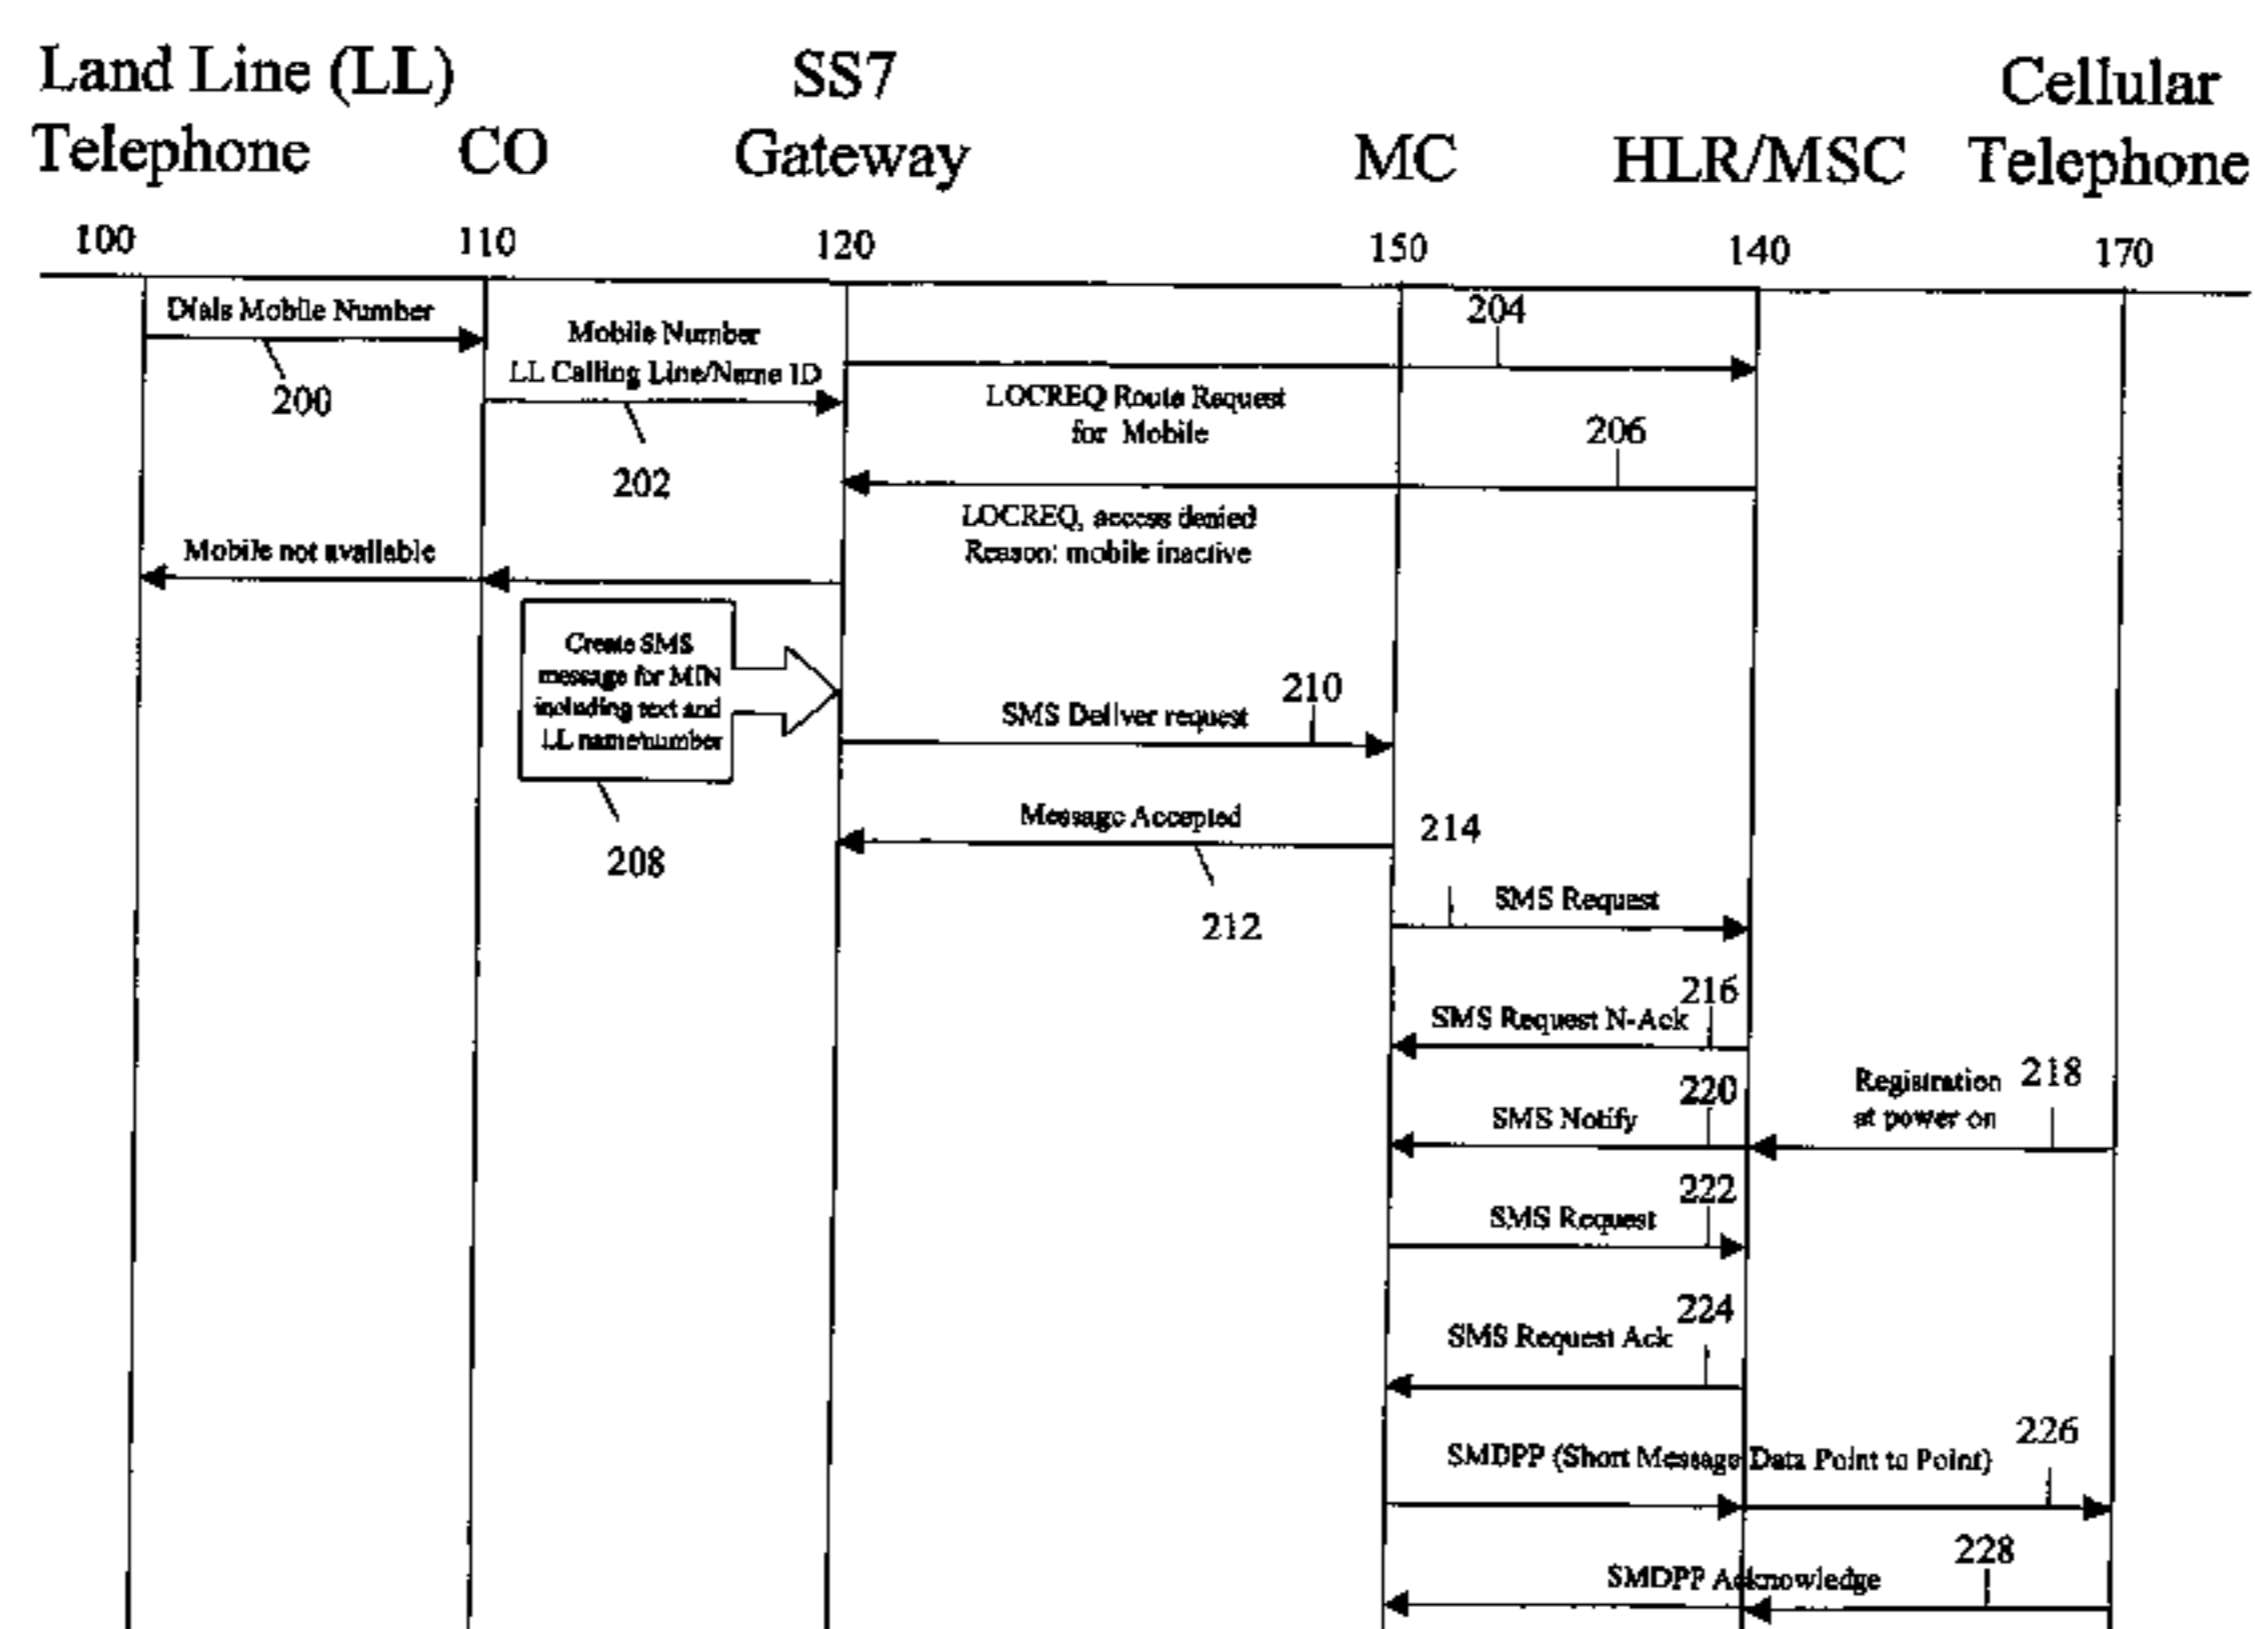 Land Line (LL)
Telephone
CO
SS7
Gateway
MC
HLR/MSC
Cellular
Telephone
100
110
120
150
140
170
Dials Mobile Number
200
Mobile Number
LL Calling Line/Name ID
202
204
LOCREQ Route Request
for Mobile
206
LOCREQ, access denied
Reason: mobile inactive
Mobile not available
Create SMS
message for MIN
including text and
LL name/number
208
SMS Deliver request
210
Message Accepted
212
214
SMS Request
216
SMS Request N-Ack
Registration
at power on
218
220
SMS Notify
222
SMS Request
224
SMS Request Ack
226
SMDPP (Short Message Data Point to Point)
228
SMDPP Acknowledge